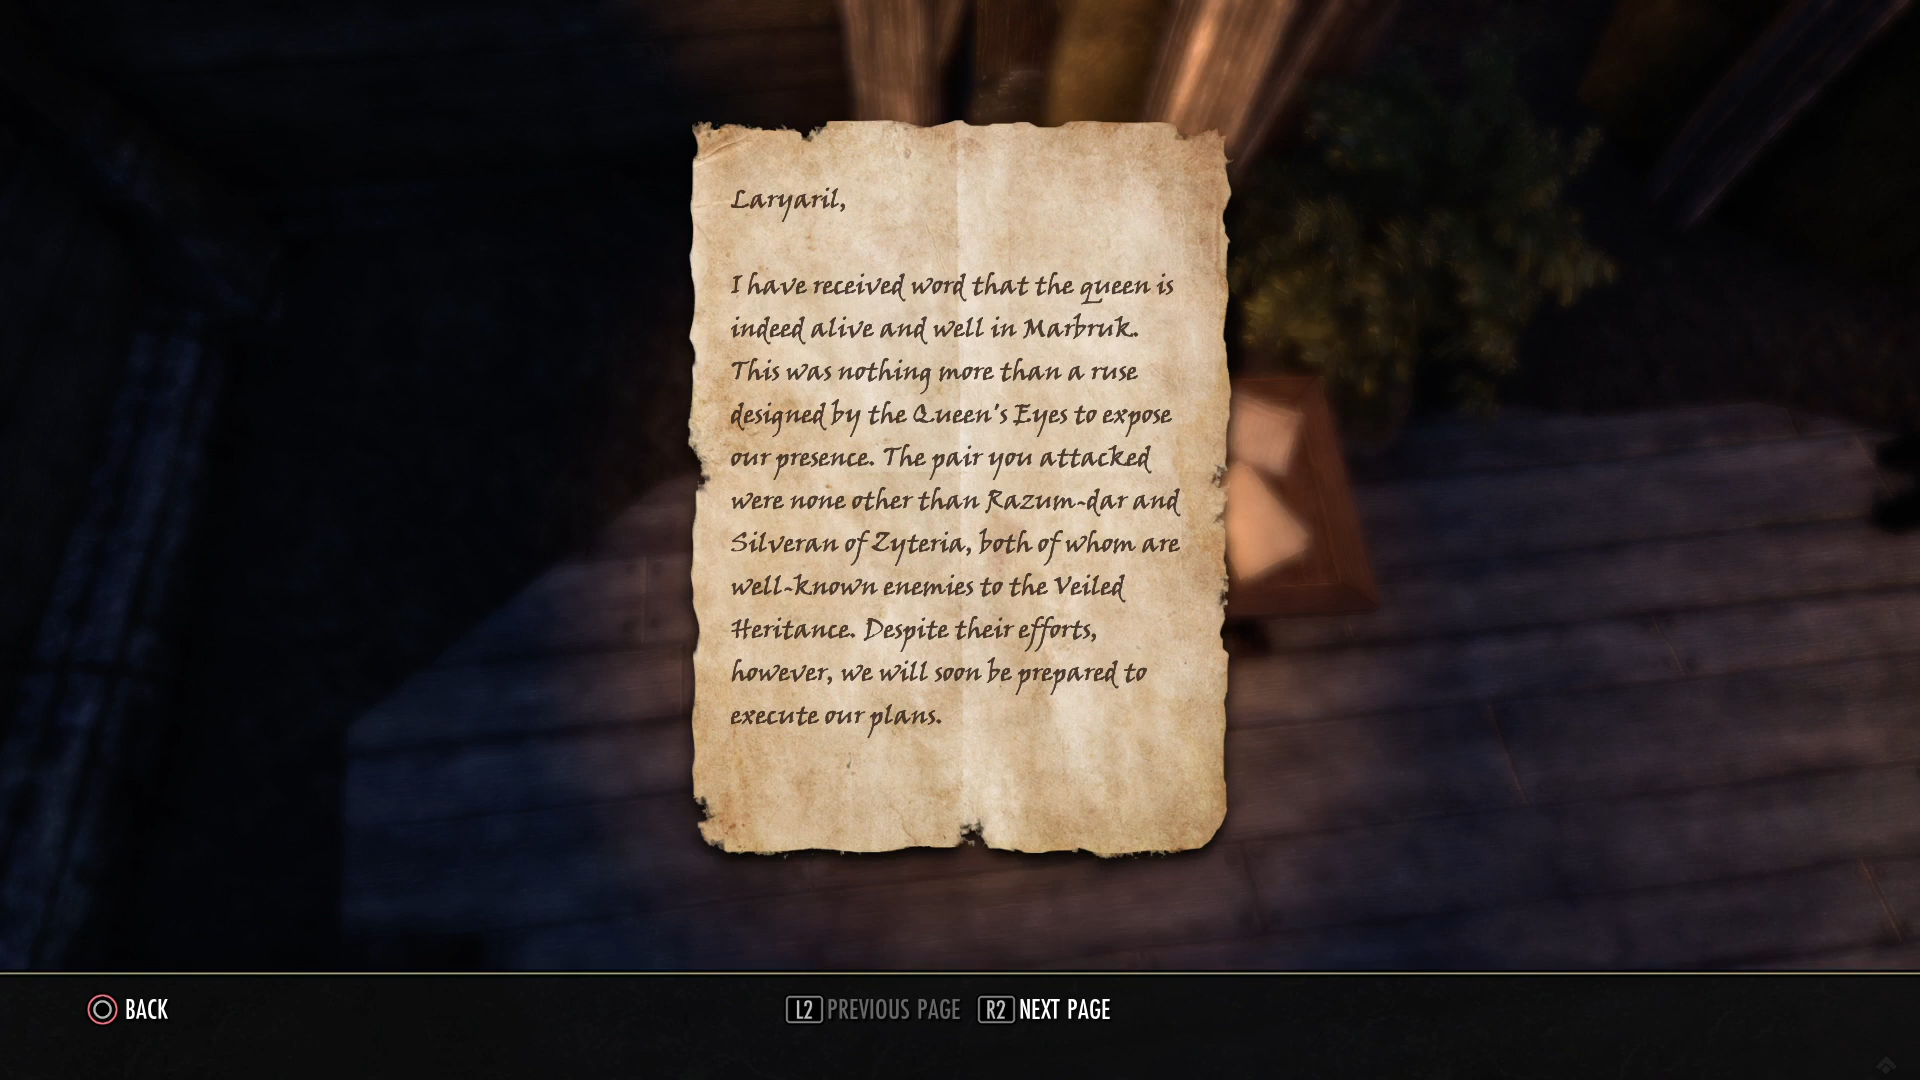 Laryaril,
I have received word that the queen is
indeed alive and well in Marbruk.
This was nothing more than a ruse
designed by the Queen's Eyes to expose
our presence. The pair you attacked
were none other than Razum-dar and
Silveran of Zyteria, both of whom are
well-known enemies to the Veiled
Heritance. Despite their efforts,
however, we will soon be prepared to
execute our plans.
BACK L2 PREVIOUS PAGE R2 NEXT PAGE